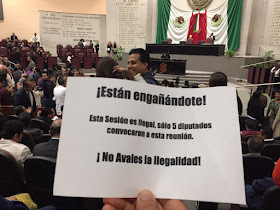 ¡Están engañándote!
Esta Sesión es ilegal, sólo 5 diputados
convocaron a esta reunión.
¡ No Avales la ilegalidad!